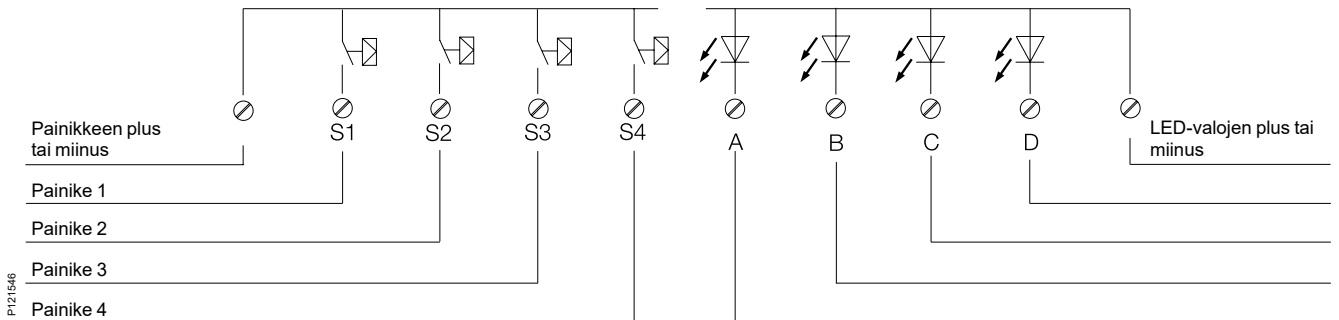 S1 S2 S3 S4 A B C D
Painikkeen plus
tai miinus
LED-valojen plus tai
miinus
Painike 1
Painike 2
Painike 3
Painike 4
P121546